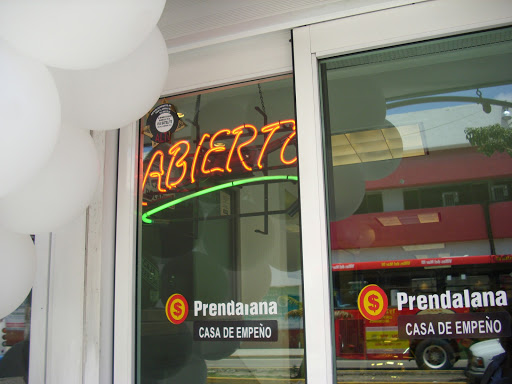 ABIERTO
$ Prendalana
CASA DE EMPEÑO
$ Prendalana
CASA DE EMPEÑO